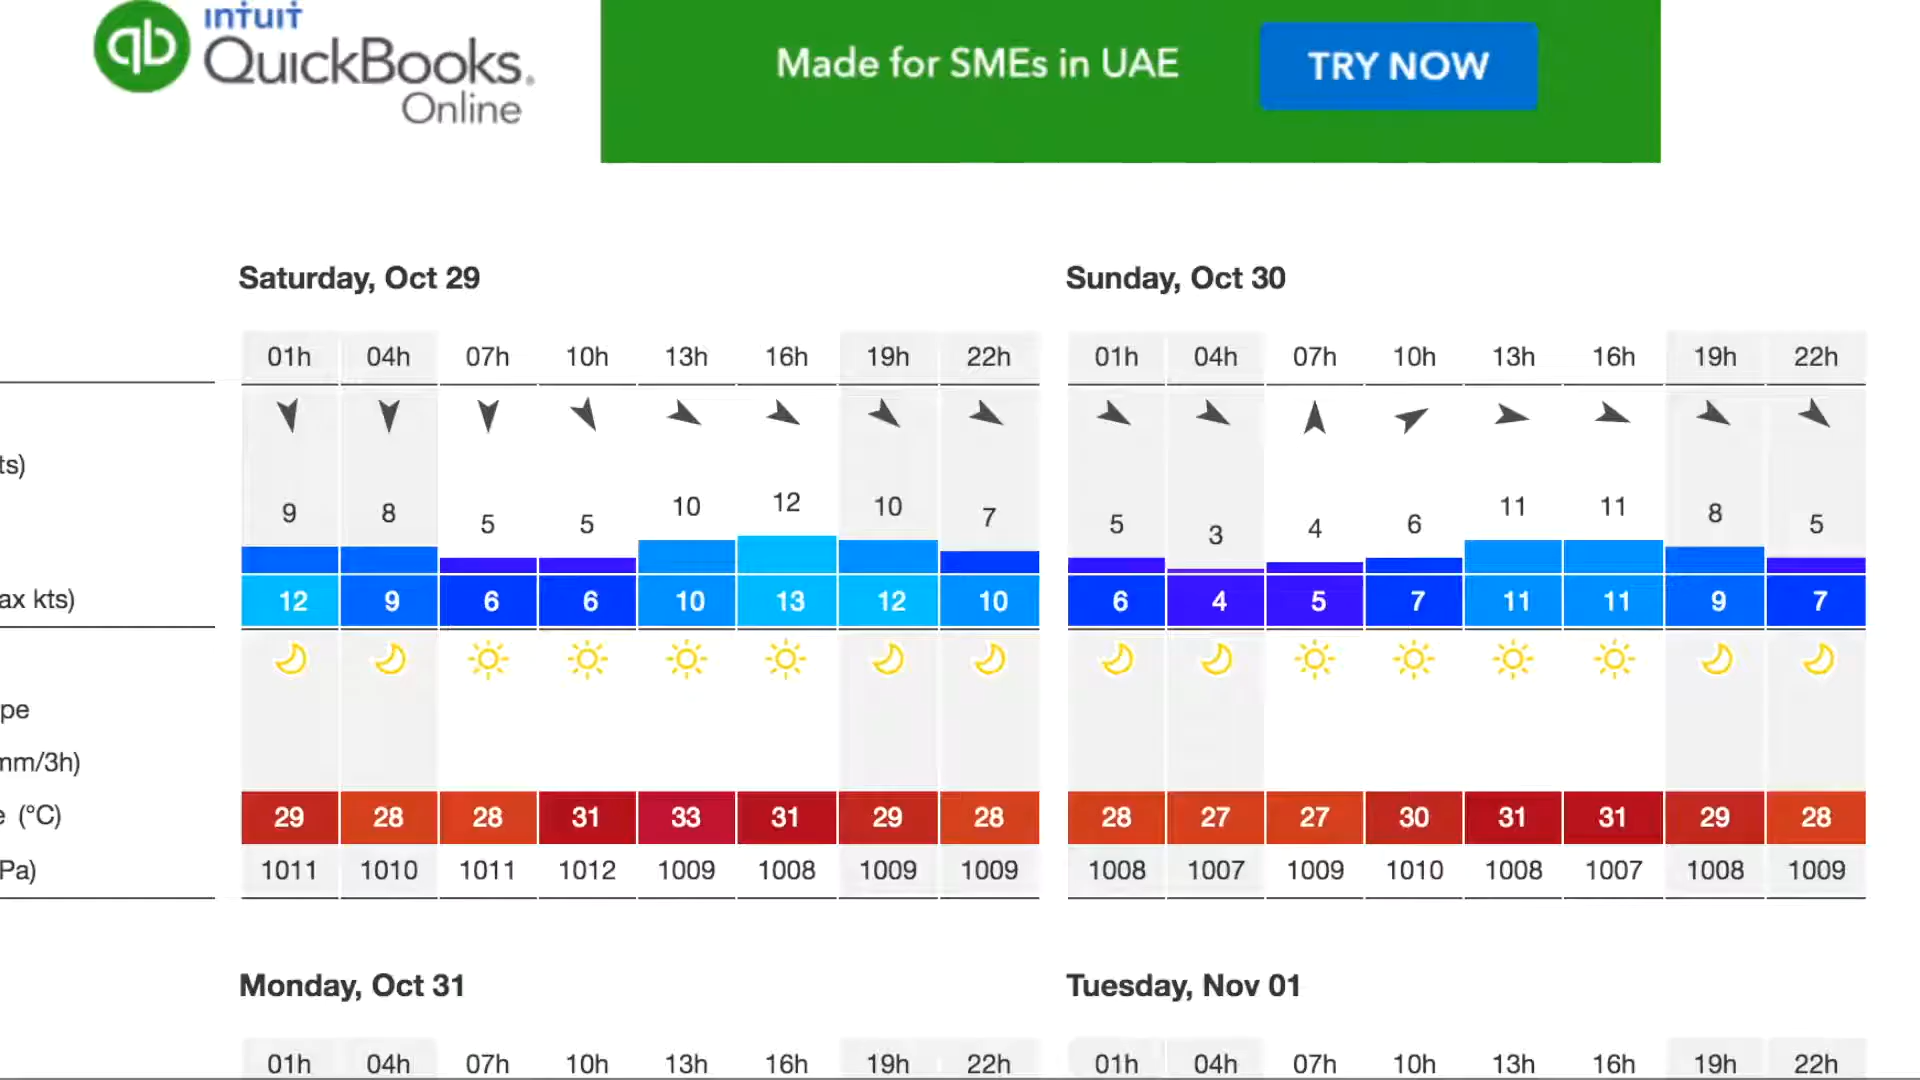 INTUIT
QuickBooks.
Online
Made for SMEs in UAE
TRY NOW
Saturday, Oct 29
Sunday, Oct 30
01h 04h 07h 10h 13h 16h 19h 22h 01h 04h 07h 10h 13h 16h 19h 22h
ts)
9 8 5 5 10 12 10 7 5 3 4 6 11 11 8 5
ax kts) 12 9 6 6 10 13 12 10 6 4 5 7 11 11 9 7
pe
mm/3h)
e (°C) 29 28 28 31 33 31 29 28 28 27 27 30 31 31 29 28
Pa) 1011 1010 1011 1012 1009 1008 1009 1009 1008 1007 1009 1010 1008 1007 1008 1009
Monday, Oct 31
Tuesday, Nov 01
01h 04h 07h 10h 13h 16h 19h 22h 01h 04h 07h 10h 13h 16h 19h 22h